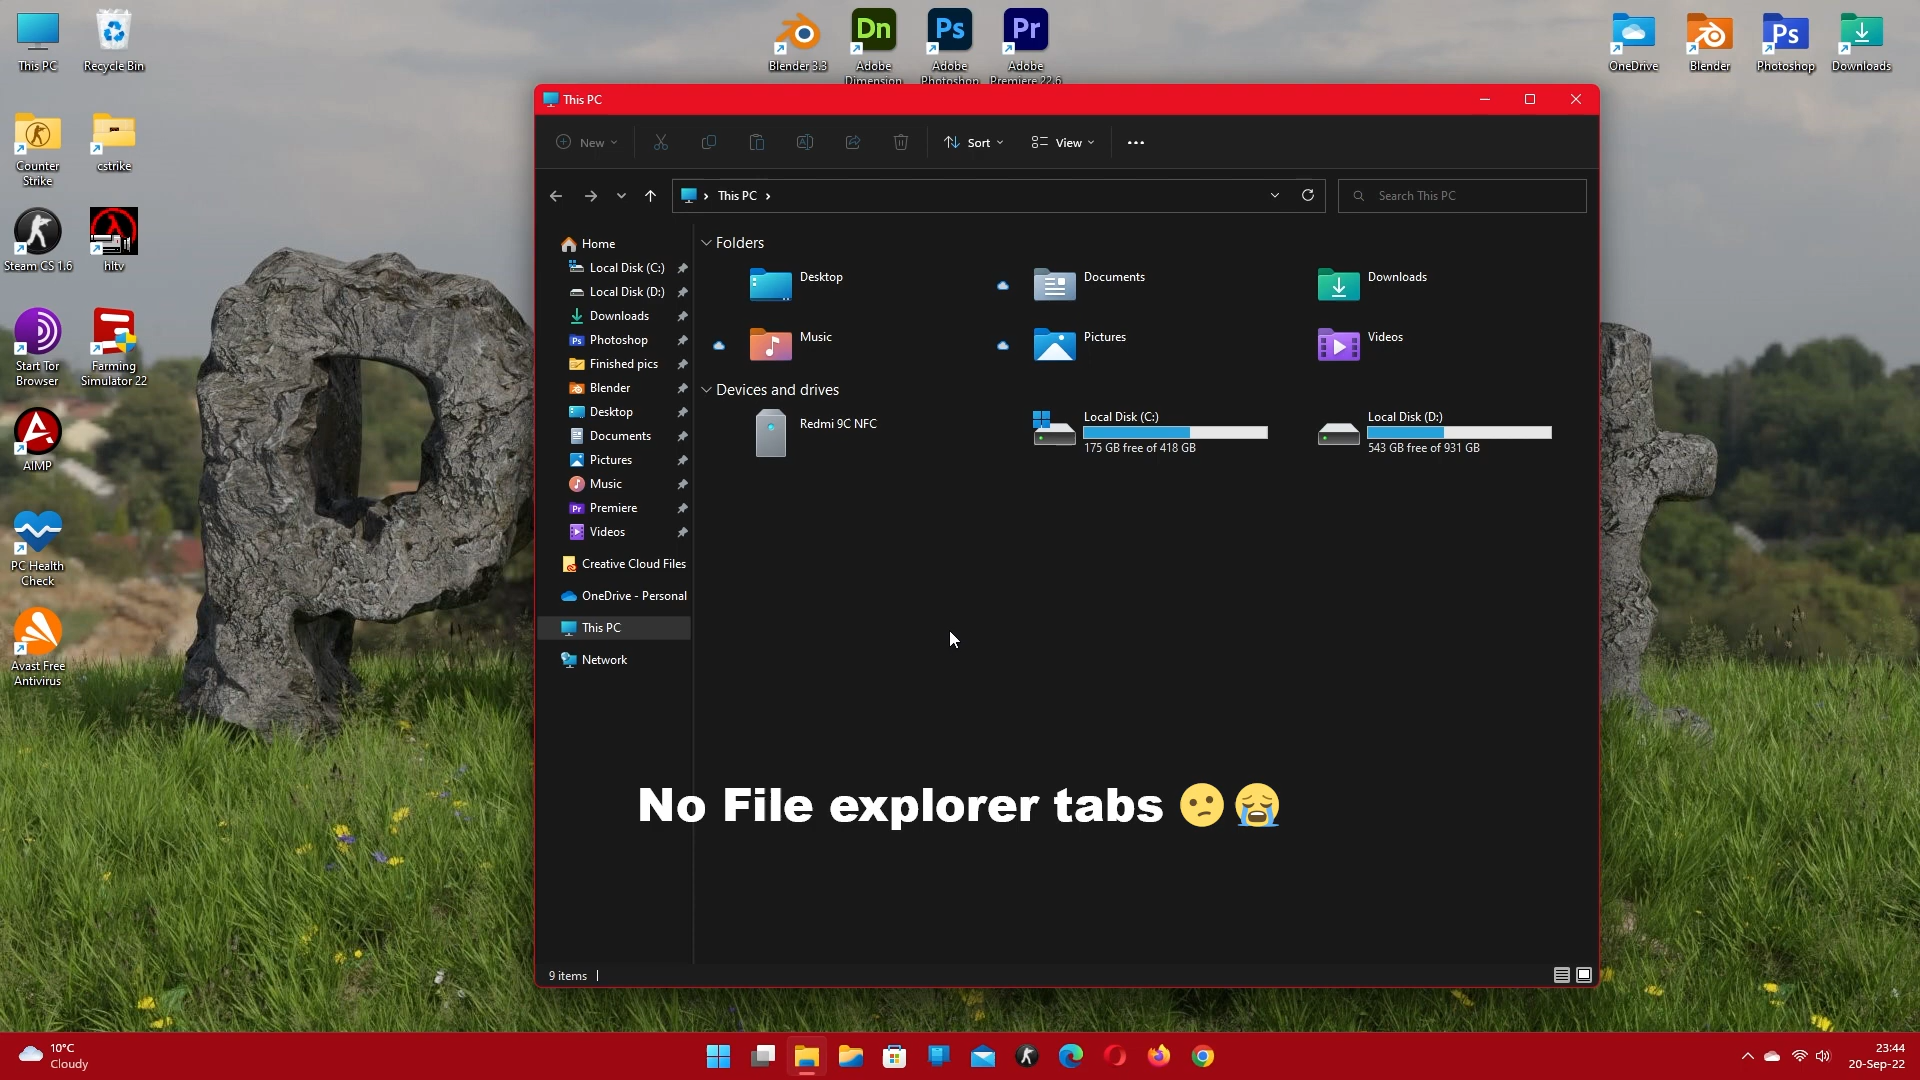 This PC
Recycle Bin
Blender 3.3
Dn
Adobe
Dimension
Ps
Adobe
Photoshop
Pr
Adobe
Premiere 22.6
OneDrive
Blender
Ps
Photoshop
Downloads
Counter
Strike
cstrike
Steam CS 1.6
hltv
Start Tor
Browser
Farming
Simulator 22
AIMP
PC Health
Check
Avast Free
Antivirus
This PC
New
Sort
View
This PC
Search This PC
Home
Local Disk (C:)
Local Disk (D:)
Downloads
Ps Photoshop
Finished pics
Blender
Desktop
Documents
Pictures
Music
Pr Premiere
Videos
Creative Cloud Files
OneDrive - Personal
This PC
Network
Folders
Desktop
Documents
Downloads
Music
Pictures
Videos
Devices and drives
Redmi 9C NFC
Local Disk (C:)
175 GB free of 418 GB
Local Disk (D:)
543 GB free of 931 GB
No File explorer tabs 😕😭
9 items
10°C
Cloudy
23:44
20-Sep-22